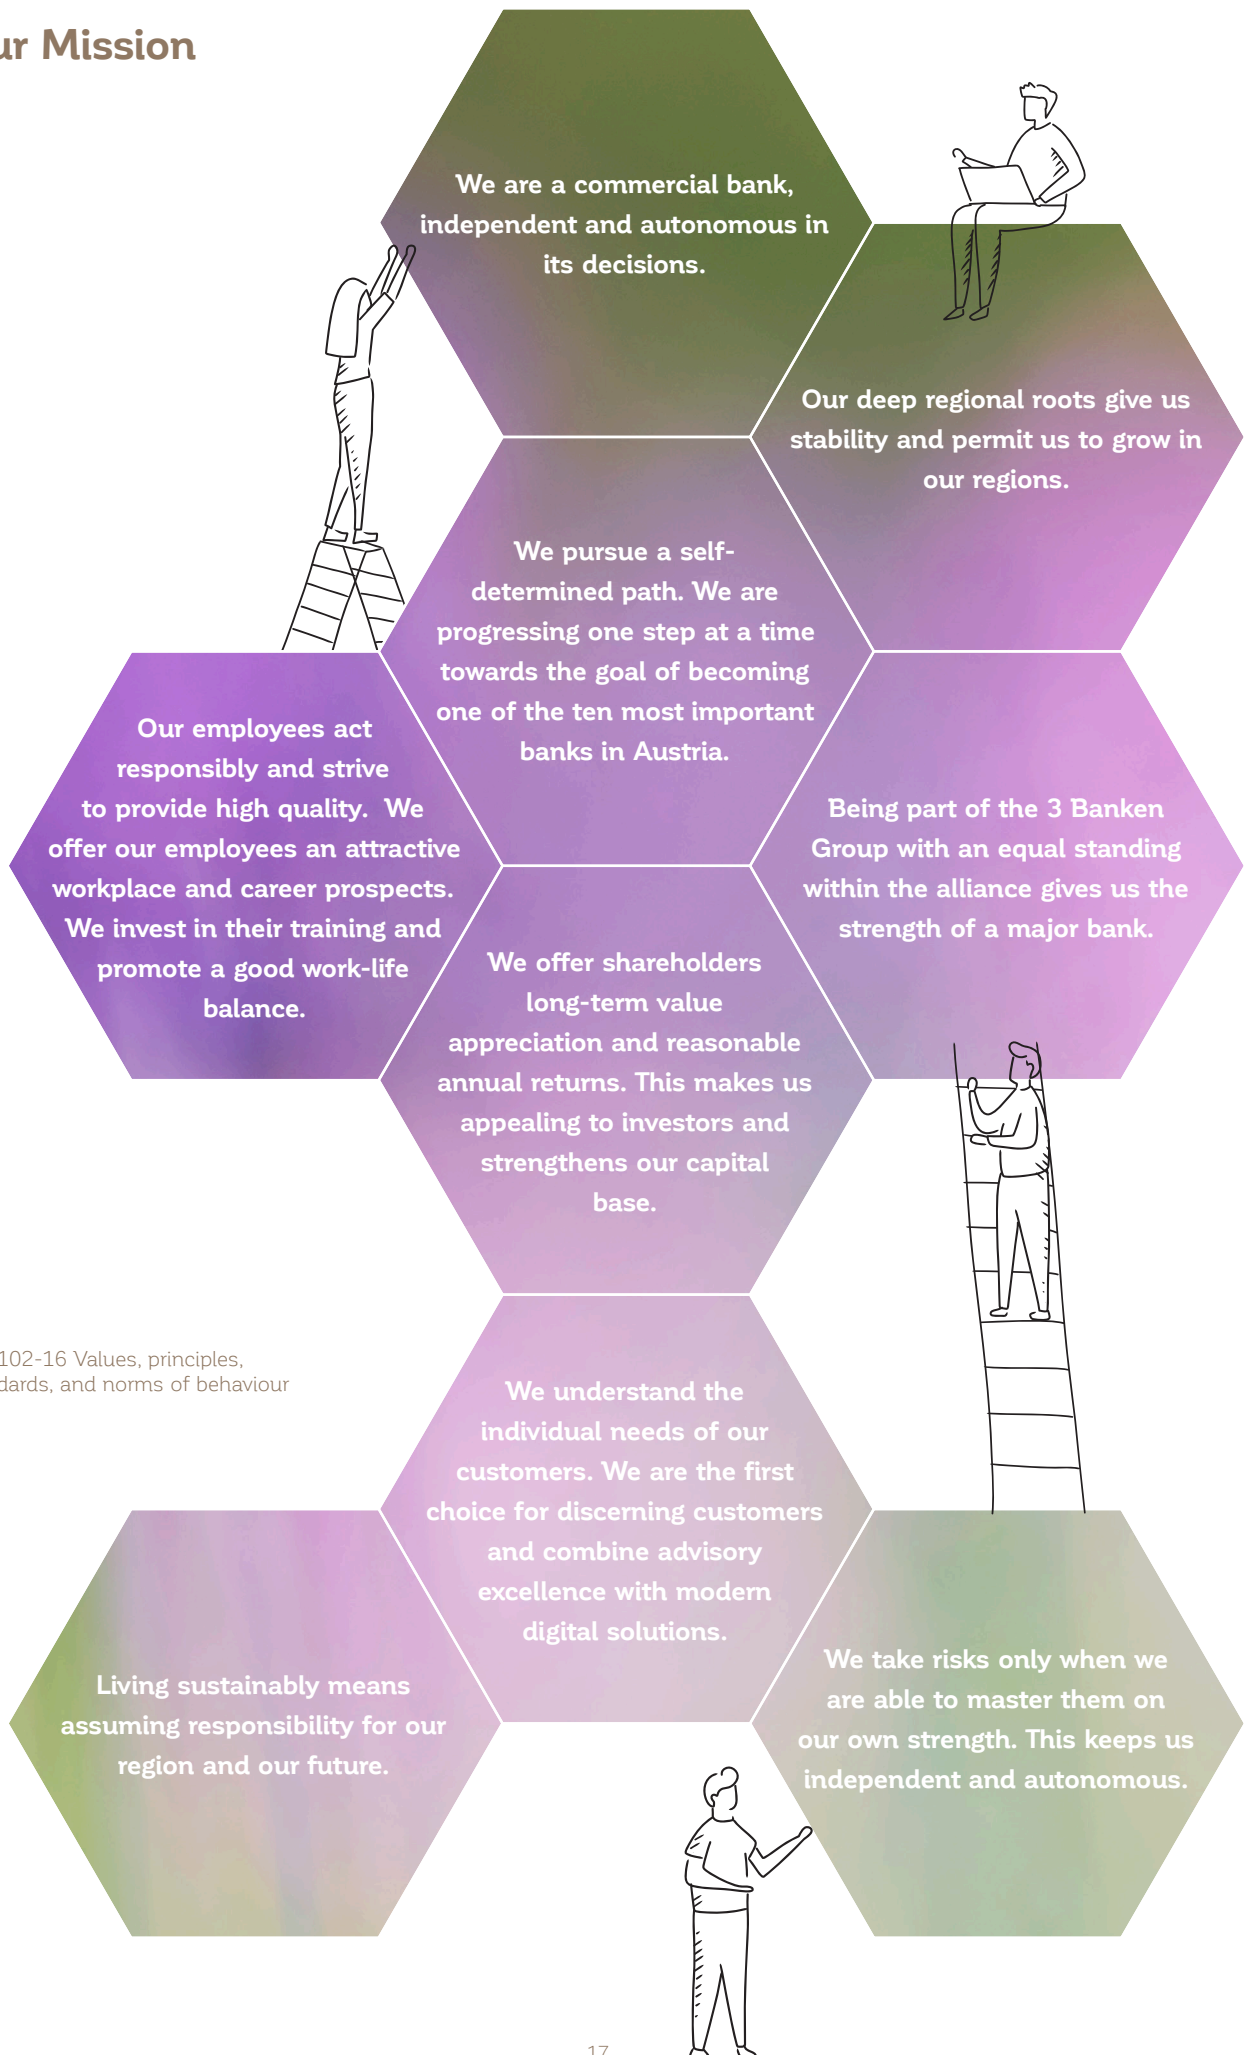 ur Mission
We are a commercial bank,
independent and autonomous in
its decisions.
Our deep regional roots give us
stability and permit us to grow in
our regions.
We pursue a self-
determined path. We are
progressing one step at a time
towards the goal of becoming
one of the ten most important
banks in Austria.
Our employees act
responsibly and strive
to provide high quality. We
offer our employees an attractive
workplace and career prospects.
We invest in their training and
promote a good work-life
balance.
Being part of the 3 Banken
Group with an equal standing
within the alliance gives us the
strength of a major bank.
We offer shareholders
long-term value
appreciation and reasonable
annual returns. This makes us
appealing to investors and
strengthens our capital
base.
102-16 Values, principles,
dards, and norms of behaviour
We understand the
individual needs of our
customers. We are the first
choice for discerning customers
and combine advisory
excellence with modern
digital solutions.
Living sustainably means
assuming responsibility for our
region and our future.
We take risks only when we
are able to master them on
our own strength. This keeps us
independent and autonomous.
17